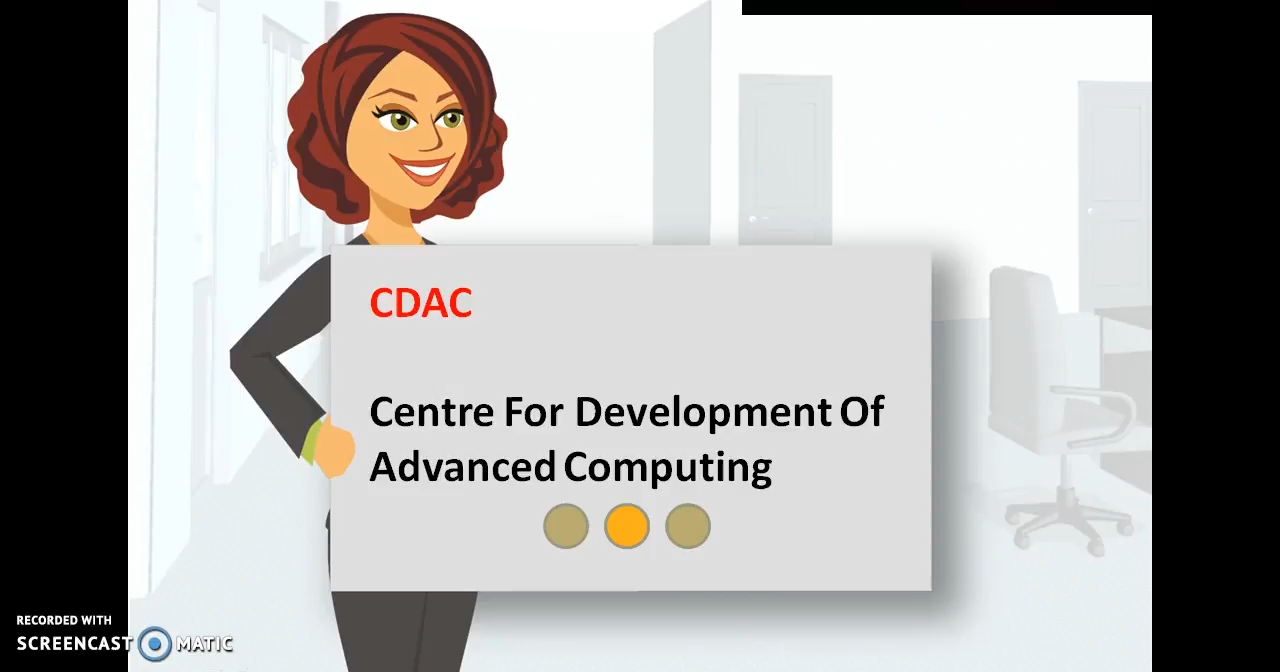 CDAC
Centre For Development Of
Advanced Computing
RECORDED WITH
SCREENCAST MATIC